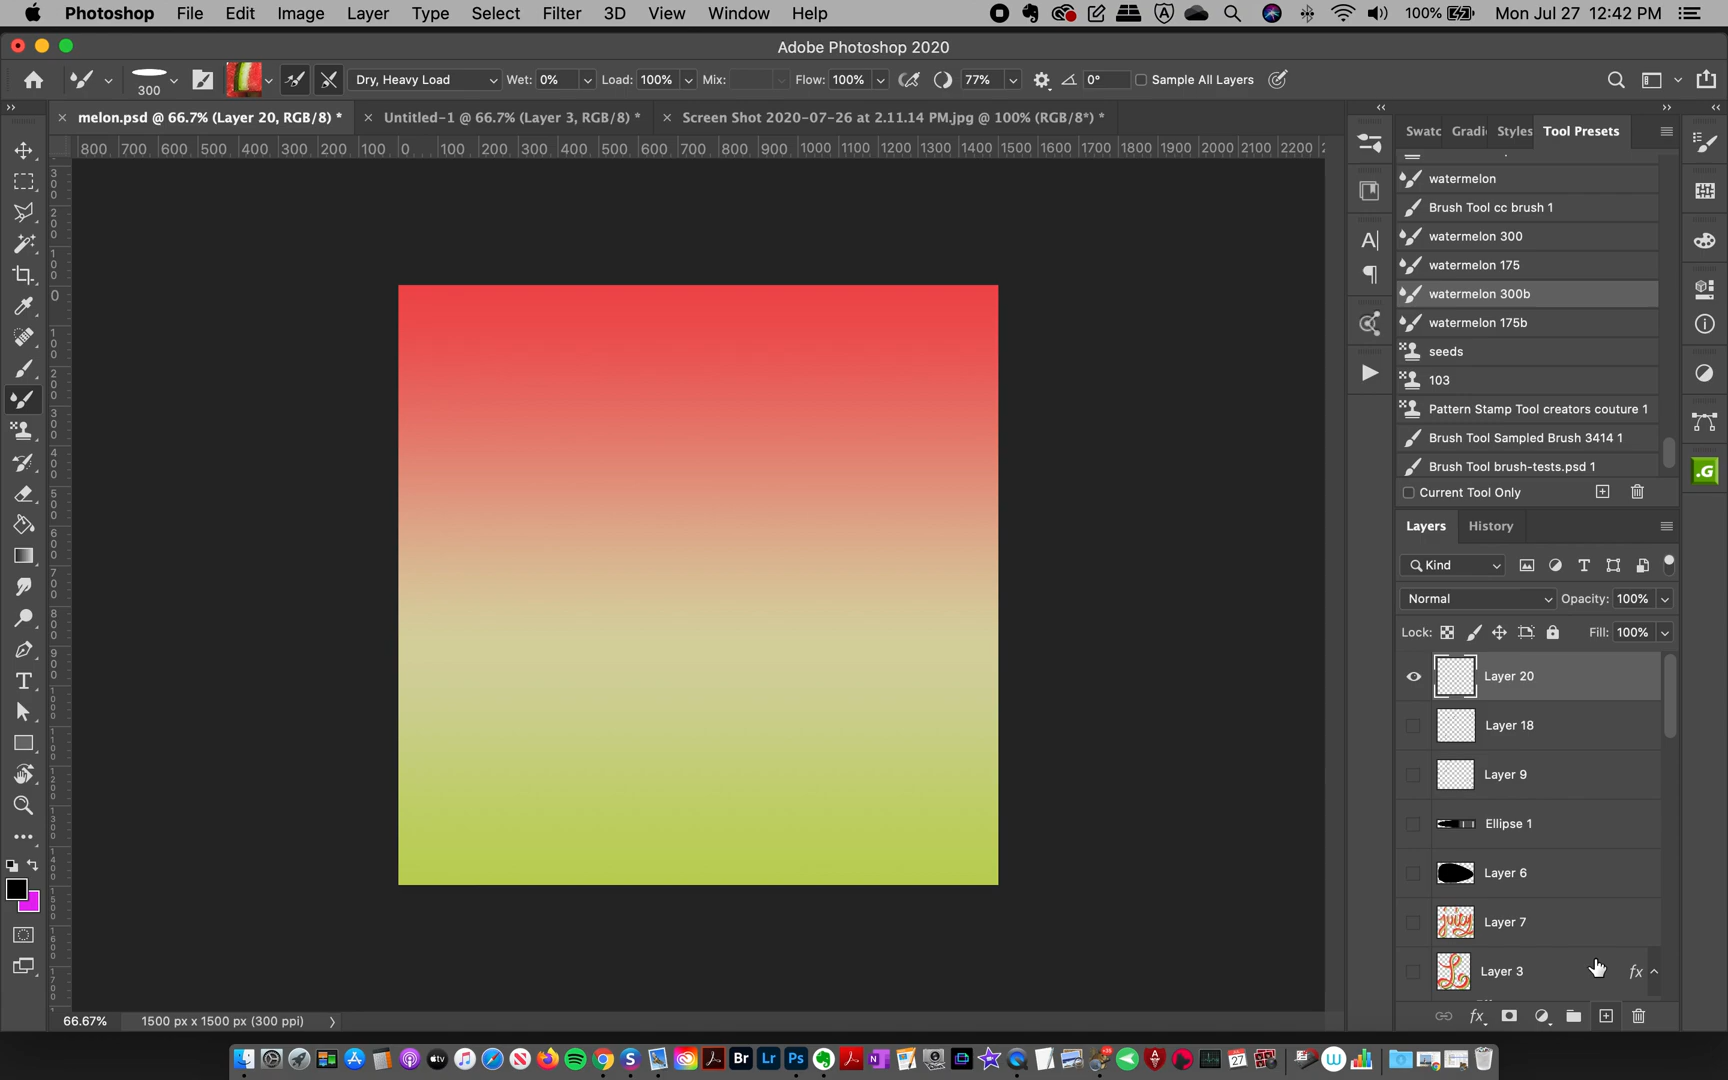 Photoshop File Edit Image Layer Type Select Filter 3D View Window Help 100% Mon Jul 27 12:42 PM
Adobe Photoshop 2020
300 Dry, Heavy Load Wet: 0% Load: 100% Mix: Flow: 100% 77% 0° Sample All Layers
melon.psd @ 66.7% (Layer 20, RGB/8) * Untitled-1 @ 66.7% (Layer 3, RGB/8) * Screen Shot 2020-07-26 at 2.11.14 PM.jpg @ 100% (RGB/8*) *
Swatc Gradi Styles Tool Presets
800 700 600 500 400 300 200 100 0 100 200 300 400 500 600 700 800 900 1000 1100 1200 1300 1400 1500 1600 1700 1800 1900 2000 2100 2200
watermelon
Brush Tool cc brush 1
watermelon 300
watermelon 175
watermelon 300b
watermelon 175b
seeds
103
Pattern Stamp Tool creators couture 1
Brush Tool Sampled Brush 3414 1
Brush Tool brush-tests.psd 1
Current Tool Only
Layers History
Kind
Normal Opacity: 100%
Lock: Fill: 100%
Layer 20
Layer 18
Layer 9
Ellipse 1
Layer 6
Layer 7
Layer 3 fx
fx
66.67% 1500 px x 1500 px (300 ppi)